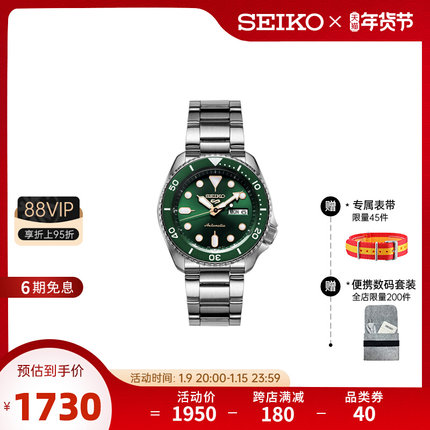 SEIKO × 天猫 年货节
88VIP
享折上95折
6期免息
SEIKO
5
Automatic
赠
专属表带
限量45件
赠
便携数码套装
全店限量200件
活动时间: 1.9 20:00-1.15 23:59
预估到手价
¥1730
=
活动价
1950
-
跨店满减
180
-
品类券
40